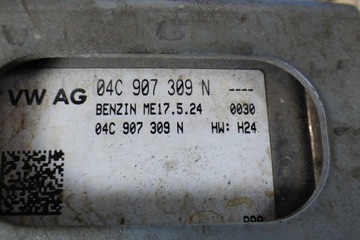 VW AG 04C 907 309 N ----
BENZIN ME17.5.24 0030
04C 907 309 N HW: H24